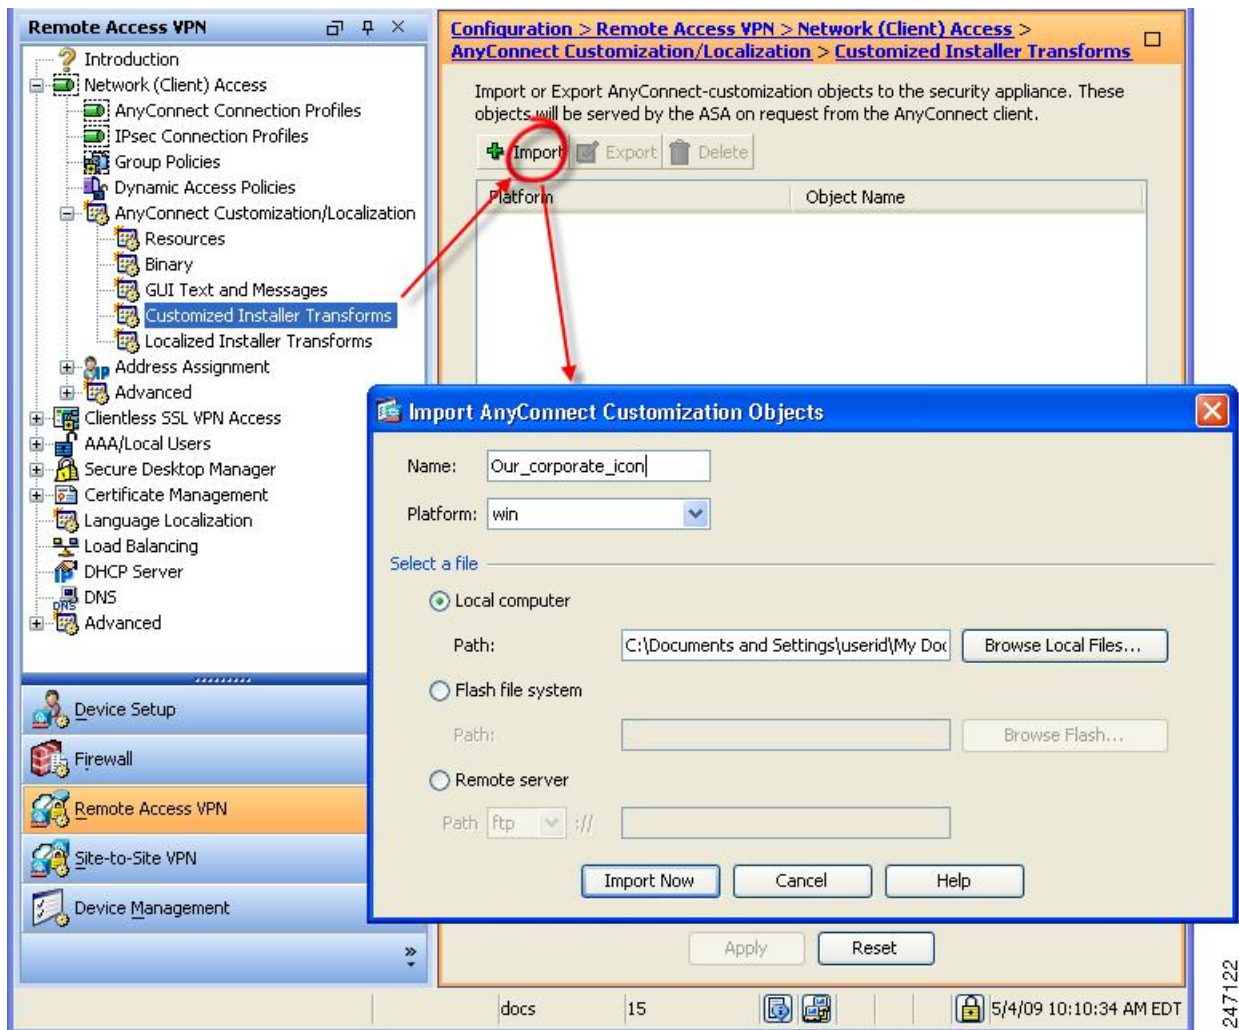 Remote Access VPN
Introduction
Network (Client) Access
AnyConnect Connection Profiles
IPsec Connection Profiles
Group Policies
Dynamic Access Policies
AnyConnect Customization/Localization
Resources
Binary
GUI Text and Messages
Customized Installer Transforms
Localized Installer Transforms
Address Assignment
Advanced
Clientless SSL VPN Access
AAA/Local Users
Secure Desktop Manager
Certificate Management
Language Localization
Load Balancing
DHCP Server
DNS
Advanced
Device Setup
Firewall
Remote Access VPN
Site-to-Site VPN
Device Management
Configuration > Remote Access VPN > Network (Client) Access >
AnyConnect Customization/Localization > Customized Installer Transforms
Import or Export AnyConnect-customization objects to the security appliance. These
objects will be served by the ASA on request from the AnyConnect client.
Import Export Delete
Platform Object Name
Import AnyConnect Customization Objects
Name: Our_corporate_icon
Platform: win
Select a file
Local computer
Path: C:\Documents and Settings\userid\My Doc Browse Local Files...
Flash file system
Path: Browse Flash...
Remote server
Path ftp ://
Import Now Cancel Help
Apply Reset
docs 15 5/4/09 10:10:34 AM EDT
247122